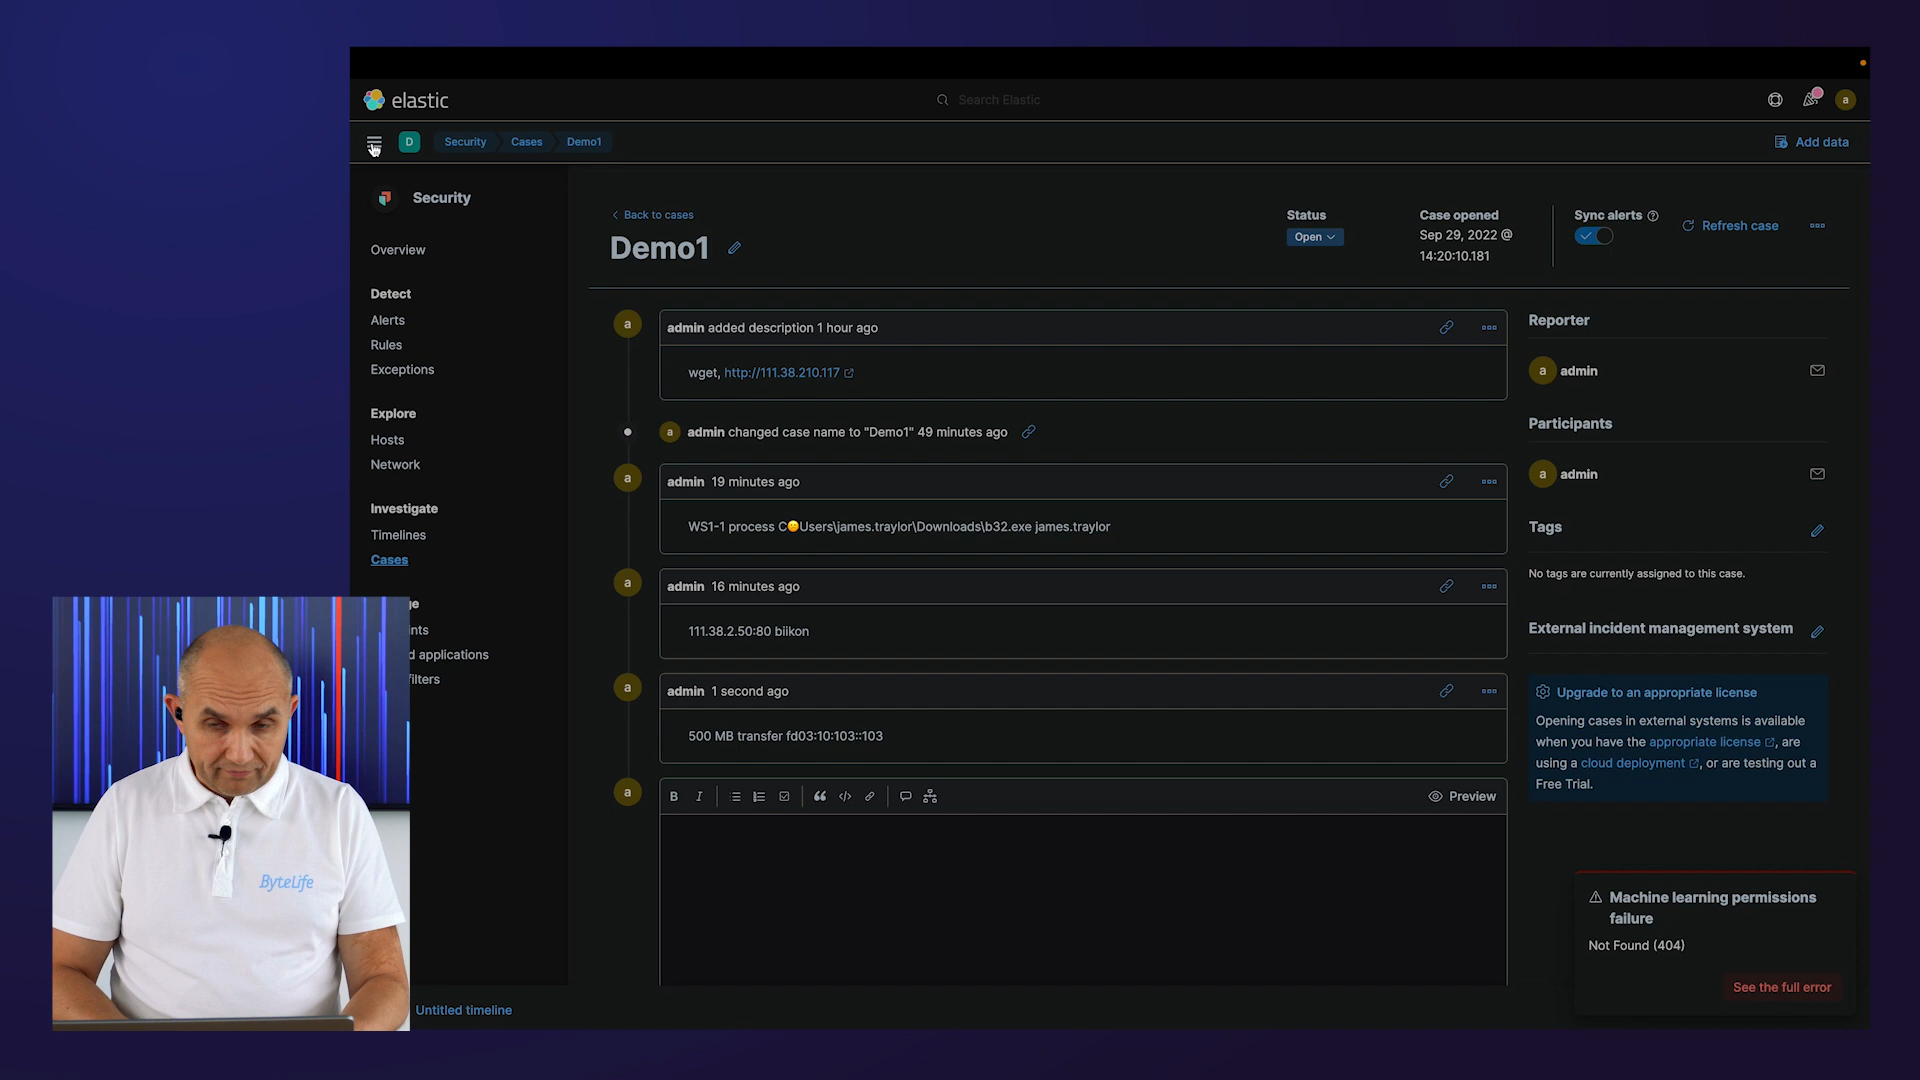 elastic
Search Elastic
a
D
Security
Cases
Demo1
Add data
Security
Overview
Detect
Alerts
Rules
Exceptions
Explore
Hosts
Network
Investigate
Timelines
Cases
ge
ints
d applications
filters
Back to cases
Demo1
Status
Open
Case opened
Sep 29, 2022 @
14:20:10.181
Sync alerts
Refresh case
a
admin added description 1 hour ago
wget, http://111.38.210.117
a
admin changed case name to "Demo1" 49 minutes ago
a
admin 19 minutes ago
WS1-1 process C😐Users\james.traylor\Downloads\b32.exe james.traylor
a
admin 16 minutes ago
111.38.2.50:80 biikon
a
admin 1 second ago
500 MB transfer fd03:10:103::103
a
B I
Preview
Reporter
a admin
Participants
a admin
Tags
No tags are currently assigned to this case.
External incident management system
Upgrade to an appropriate license
Opening cases in external systems is available
when you have the appropriate license, are
using a cloud deployment, or are testing out a
Free Trial.
Machine learning permissions
failure
Not Found (404)
See the full error
Untitled timeline
ByteLife